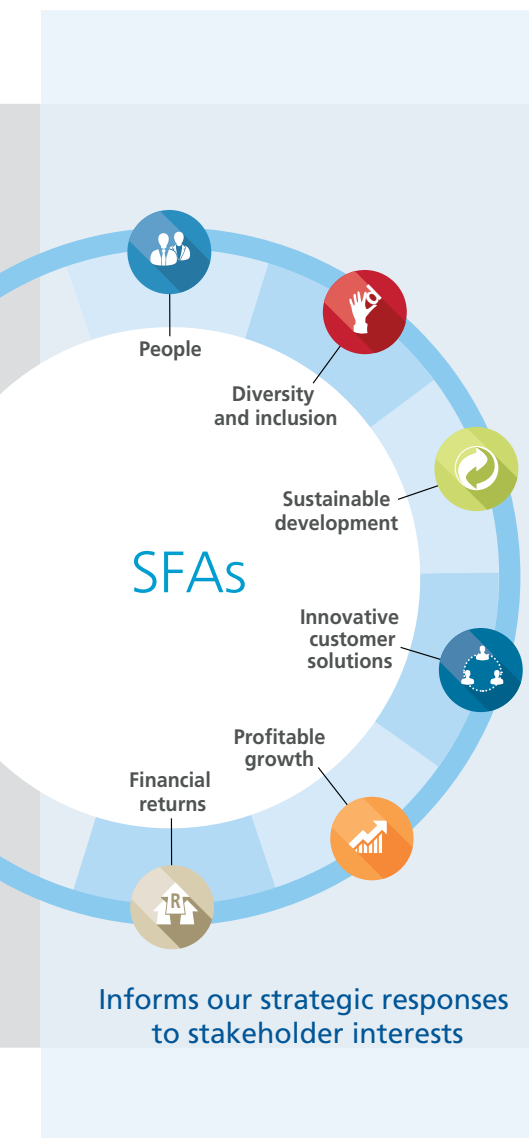 People
Diversity
and inclusion
Sustainable
development
SFAs
Innovative
customer
solutions
Profitable
growth
Financial
returns
R
Informs our strategic responses
to stakeholder interests